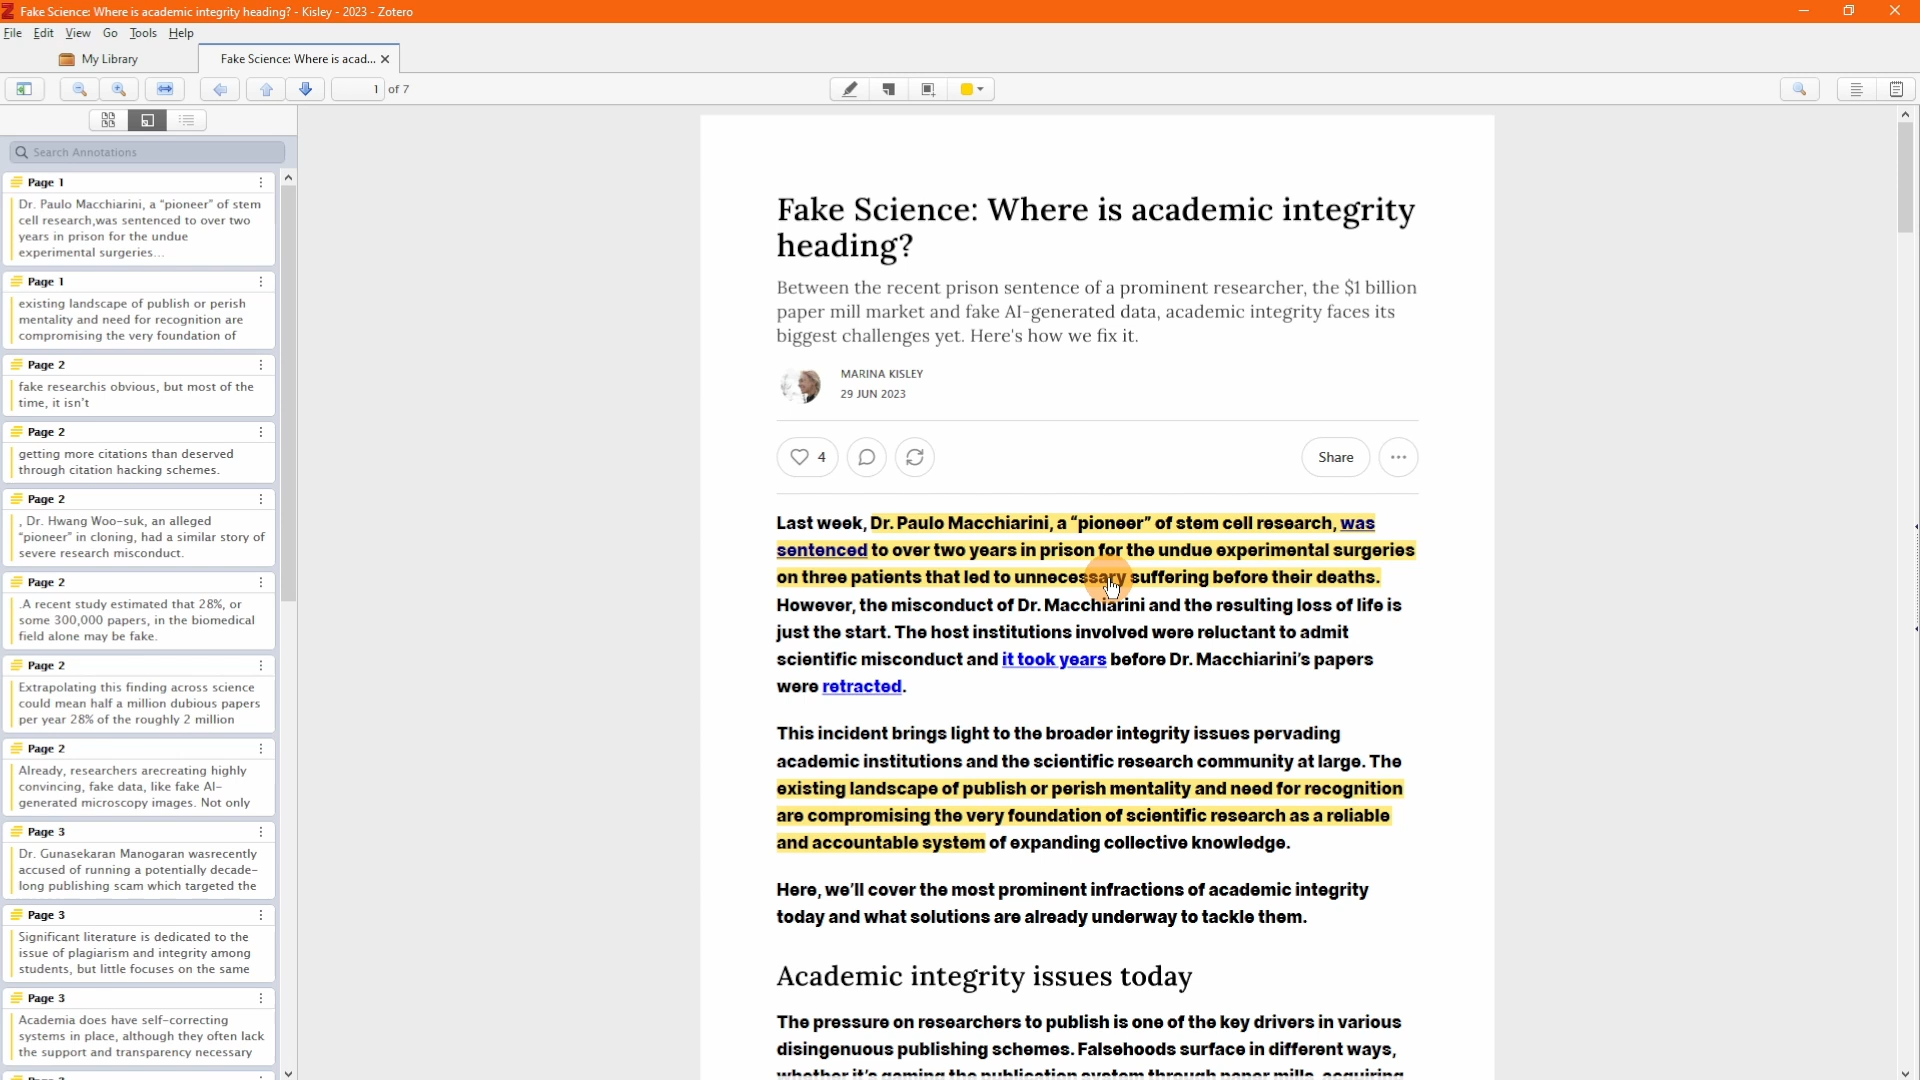 Fake Science: Where is academic integrity heading? - Kisley - 2023 - Zotero
File Edit View Go Tools Help
My Library
Fake Science: Where is acad...
1 of 7
Search Annotations
Page 1
Dr. Paulo Macchiarini, a “pioneer” of stem
cell research,was sentenced to over two
years in prison for the undue
experimental surgeries...
Page 1
existing landscape of publish or perish
mentality and need for recognition are
compromising the very foundation of
Page 2
fake researchis obvious, but most of the
time, it isn't
Page 2
getting more citations than deserved
through citation hacking schemes.
Page 2
, Dr. Hwang Woo-suk, an alleged
“pioneer” in cloning, had a similar story of
severe research misconduct.
Page 2
.A recent study estimated that 28%, or
some 300,000 papers, in the biomedical
field alone may be fake.
Page 2
Extrapolating this finding across science
could mean half a million dubious papers
per year 28% of the roughly 2 million
Page 2
Already, researchers arecreating highly
convincing, fake data, like fake AI-
generated microscopy images. Not only
Page 3
Dr. Gunasekaran Manogaran wasrecently
accused of running a potentially decade-
long publishing scam which targeted the
Page 3
Significant literature is dedicated to the
issue of plagiarism and integrity among
students, but little focuses on the same
Page 3
Academia does have self-correcting
systems in place, although they often lack
the support and transparency necessary
Fake Science: Where is academic integrity
heading?
Between the recent prison sentence of a prominent researcher, the $1 billion
paper mill market and fake AI-generated data, academic integrity faces its
biggest challenges yet. Here's how we fix it.
MARINA KISLEY
29 JUN 2023
4
Share
Last week, Dr. Paulo Macchiarini, a “pioneer” of stem cell research, was
sentenced to over two years in prison for the undue experimental surgeries
on three patients that led to unnecessary suffering before their deaths.
However, the misconduct of Dr. Macchiarini and the resulting loss of life is
just the start. The host institutions involved were reluctant to admit
scientific misconduct and it took years before Dr. Macchiarini’s papers
were retracted.
This incident brings light to the broader integrity issues pervading
academic institutions and the scientific research community at large. The
existing landscape of publish or perish mentality and need for recognition
are compromising the very foundation of scientific research as a reliable
and accountable system of expanding collective knowledge.
Here, we’ll cover the most prominent infractions of academic integrity
today and what solutions are already underway to tackle them.
Academic integrity issues today
The pressure on researchers to publish is one of the key drivers in various
disingenuous publishing schemes. Falsehoods surface in different ways,
whether it’s gaming the publication system through paper mills, acquiring